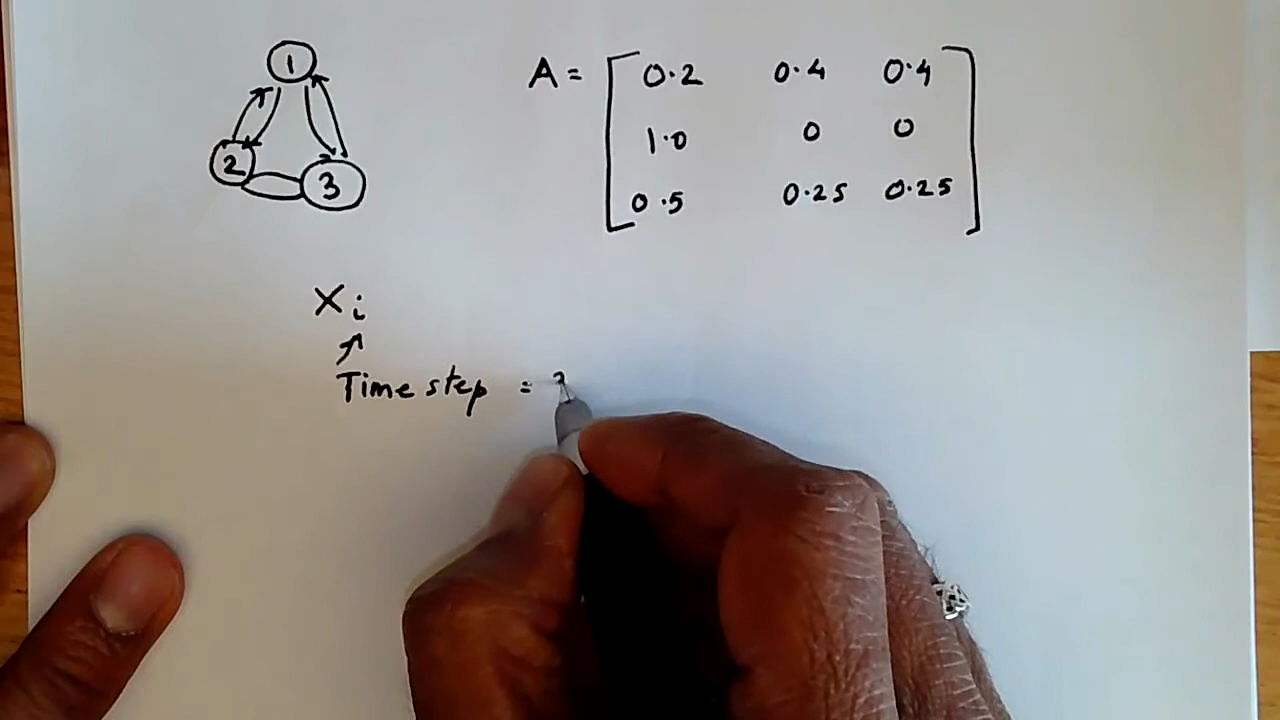 1
2 3
A = [ 0.2 0.4 0.4
1.0 0 0
0.5 0.25 0.25 ]
Xi
Time step =